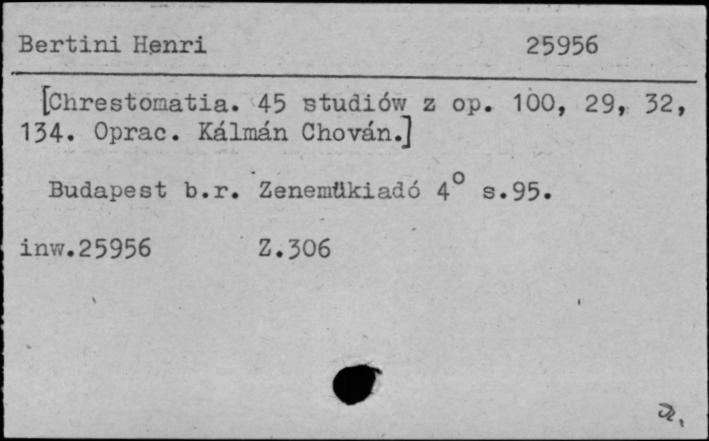 Bertini Henri 25956
[Chrestomatia. 45 studiów z op. 100, 29, 32,
134. Oprac. Kálmán Chován.]
Budapest b.r. Zeneműkiadó 4° s.95.
inw.25956 Z.306